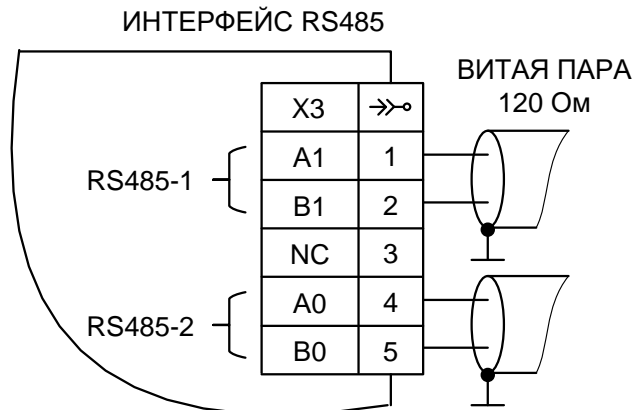 ИНТЕРФЕЙС RS485
ВИТАЯ ПАРА
120 Ом
X3
A1 1
RS485-1
B1 2
NC 3
A0 4
RS485-2
B0 5